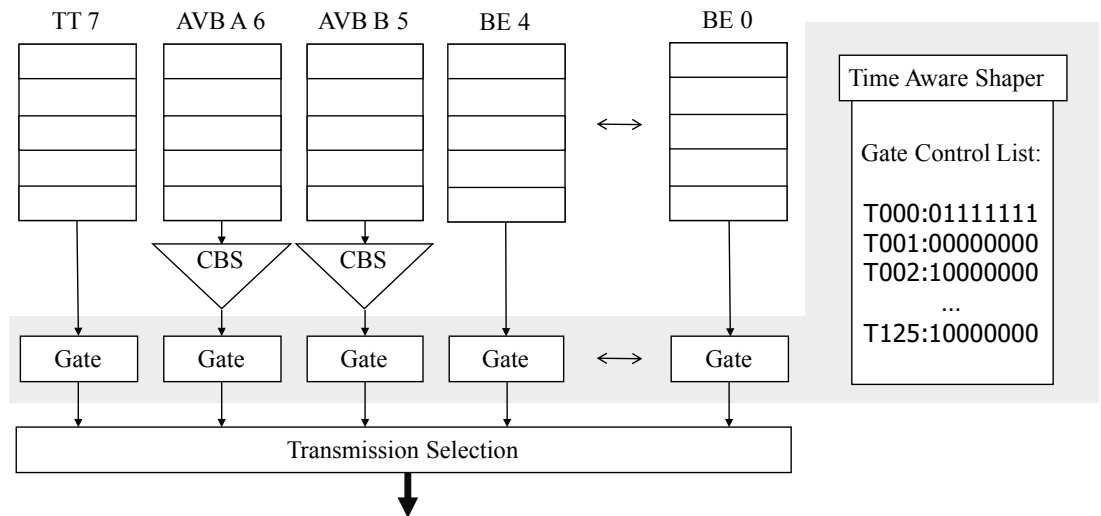 TT 7
AVB A 6
AVB B 5
BE 4
BE 0
Time Aware Shaper
Gate Control List:
T000:01111111
T001:00000000
T002:10000000
...
T125:10000000
CBS
CBS
Gate
Gate
Gate
Gate
Gate
Transmission Selection